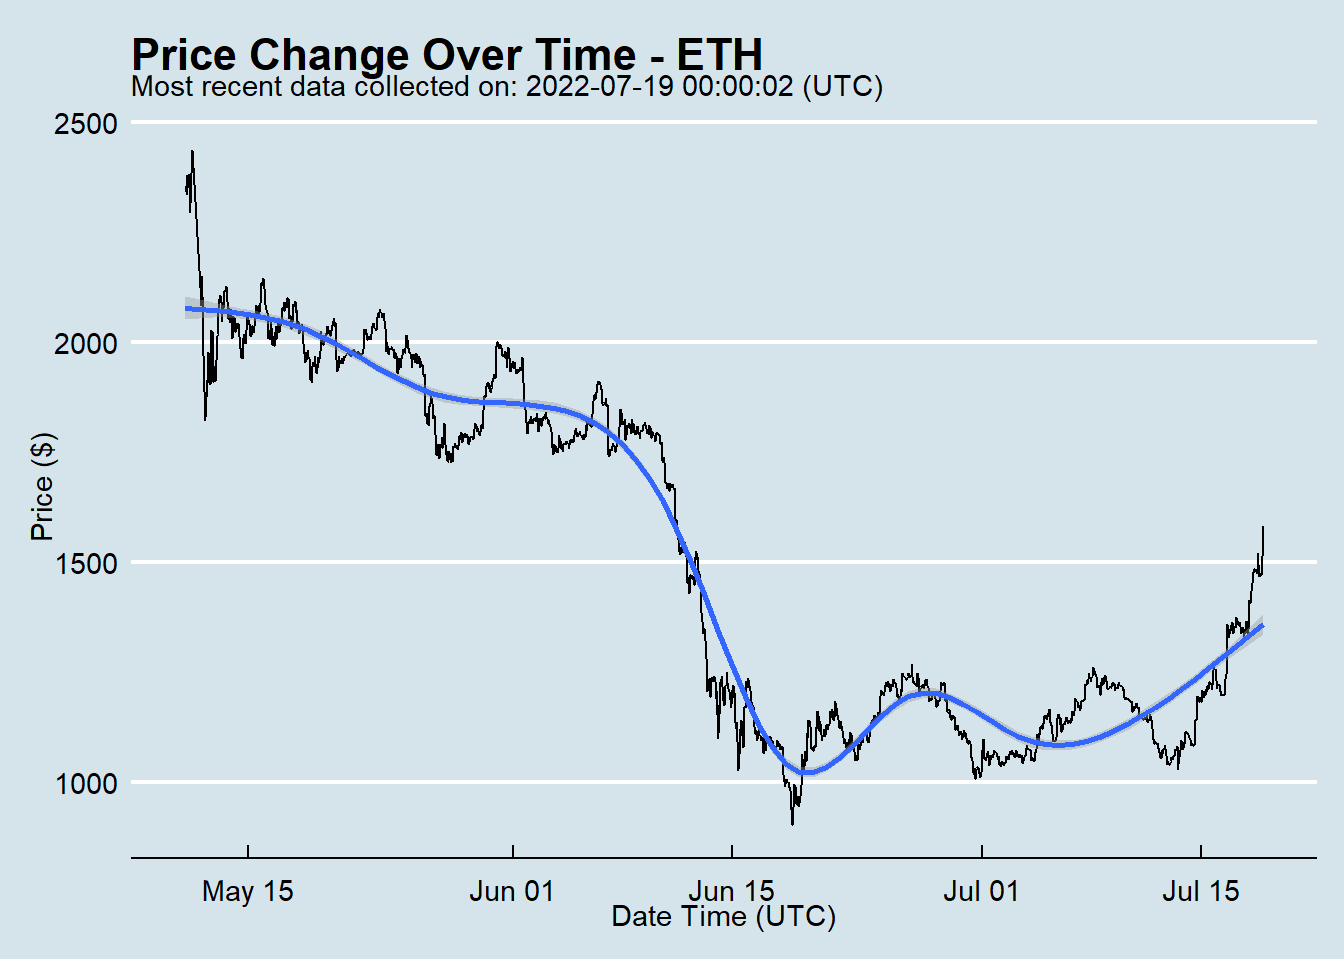 Price Change Over Time - ETH
Most recent data collected on: 2022-07-19 00:00:02 (UTC)
2500
2000
1500
1000
Price ($)
May 15
Jun 01
Jun 15
Jul 01
Jul 15
Date Time (UTC)